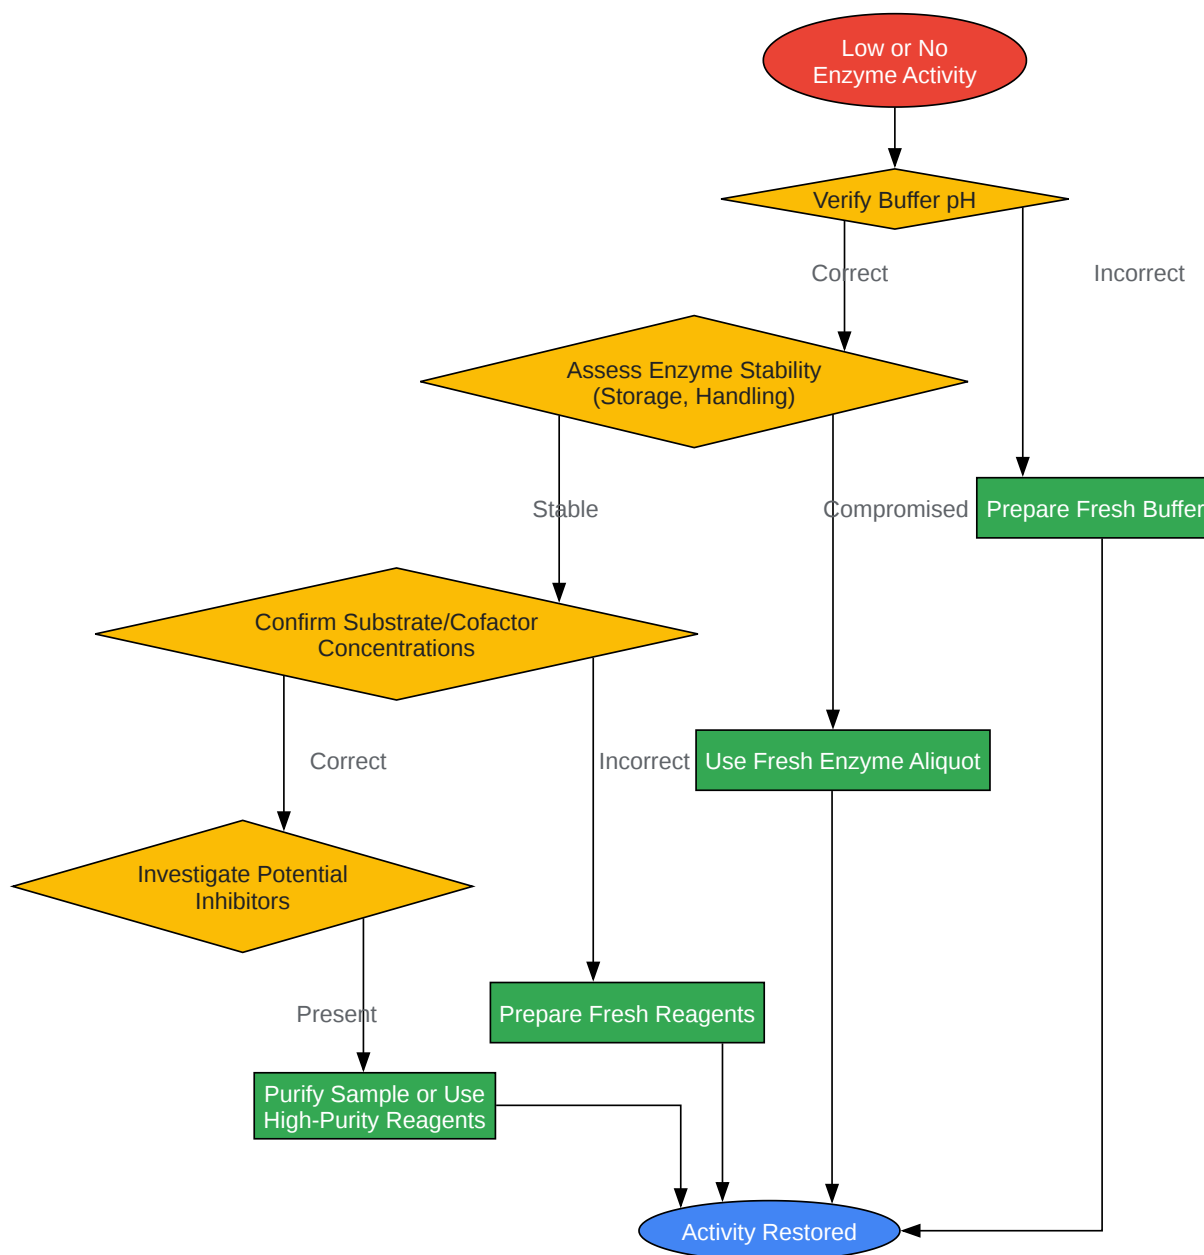 Low or No
Enzyme Activity
Verify Buffer pH
Correct
Incorrect
Assess Enzyme Stability
(Storage, Handling)
Stable
Compromised
Prepare Fresh Buffer
Confirm Substrate/Cofactor
Concentrations
Correct
Incorrect
Use Fresh Enzyme Aliquot
Investigate Potential
Inhibitors
Present
Prepare Fresh Reagents
Purify Sample or Use
High-Purity Reagents
Activity Restored